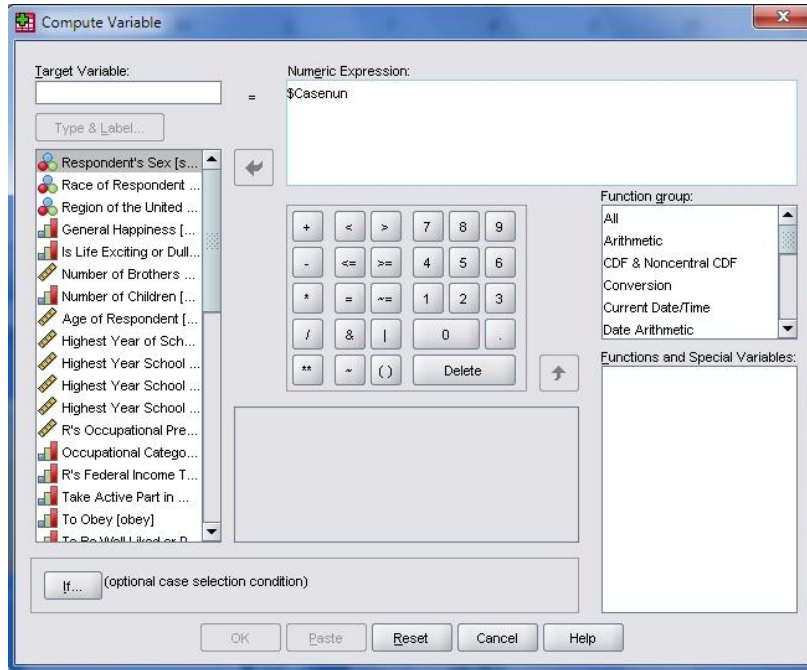 Compute Variable
Target Variable:
=
Type & Label...
Numeric Expression:
$Casenun
Respondent's Sex [s...
Race of Respondent ...
Region of the United ...
General Happiness [...
Is Life Exciting or Dull...
Number of Brothers ...
Number of Children [...
Age of Respondent [...
Highest Year of Sch...
Highest Year School ...
Highest Year School ...
Highest Year School ...
R's Occupational Pre...
Occupational Catego...
R's Federal Income T...
Take Active Part in ...
To Obey [obey]
+ < > 7 8 9
- <= >= 4 5 6
* = ~= 1 2 3
/ & | 0 .
** ~ ( ) Delete
Function group:
All
Arithmetic
CDF & Noncentral CDF
Conversion
Current Date/Time
Date Arithmetic
Functions and Special Variables:
If... (optional case selection condition)
OK Paste Reset Cancel Help